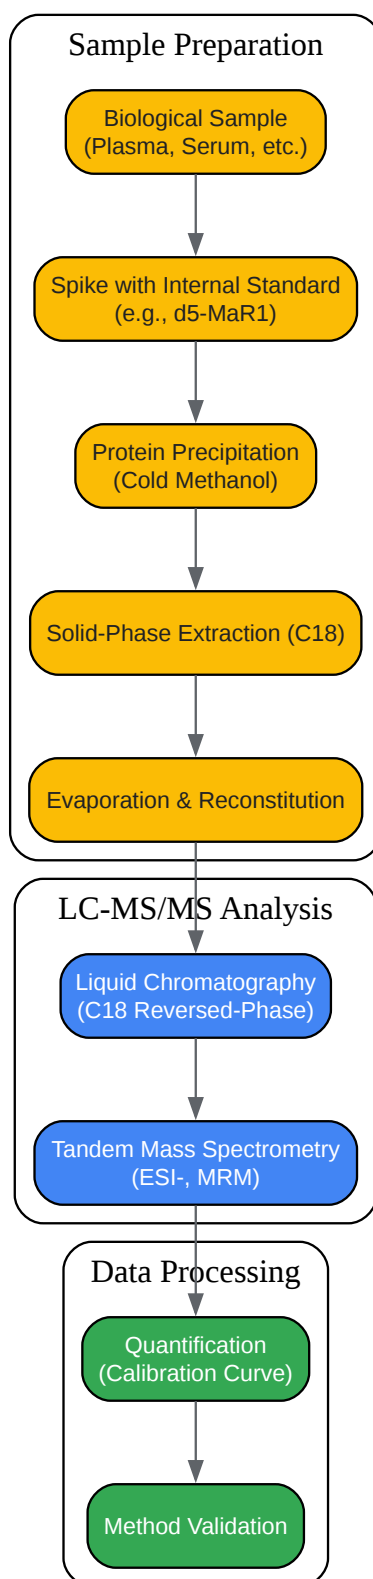 Sample Preparation
Biological Sample
(Plasma, Serum, etc.)
Spike with Internal Standard
(e.g., d5-MaR1)
Protein Precipitation
(Cold Methanol)
Solid-Phase Extraction (C18)
Evaporation & Reconstitution
LC-MS/MS Analysis
Liquid Chromatography
(C18 Reversed-Phase)
Tandem Mass Spectrometry
(ESI-, MRM)
Data Processing
Quantification
(Calibration Curve)
Method Validation